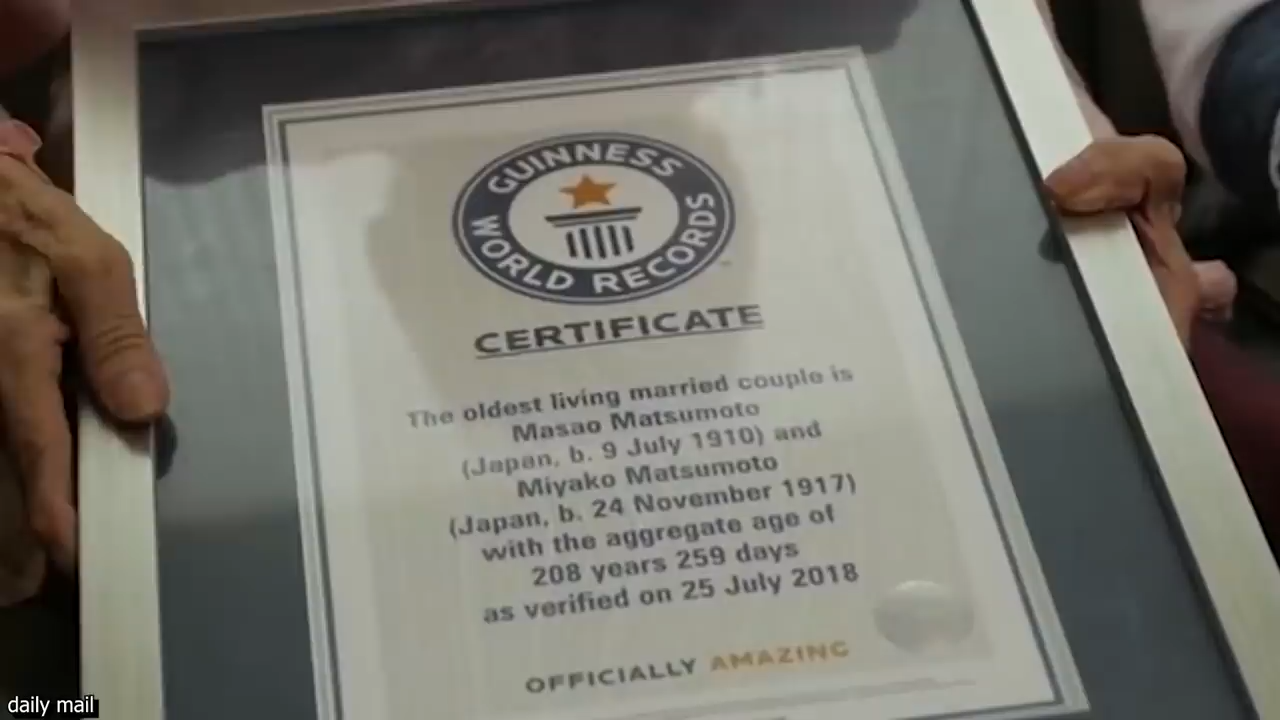 GUINNESS
WORLD RECORDS
CERTIFICATE
The oldest living married couple is
Masao Matsumoto
(Japan, b. 9 July 1910) and
Miyako Matsumoto
(Japan, b. 24 November 1917)
with the aggregate age of
208 years 259 days
as verified on 25 July 2018
OFFICIALLY AMAZING
daily mail